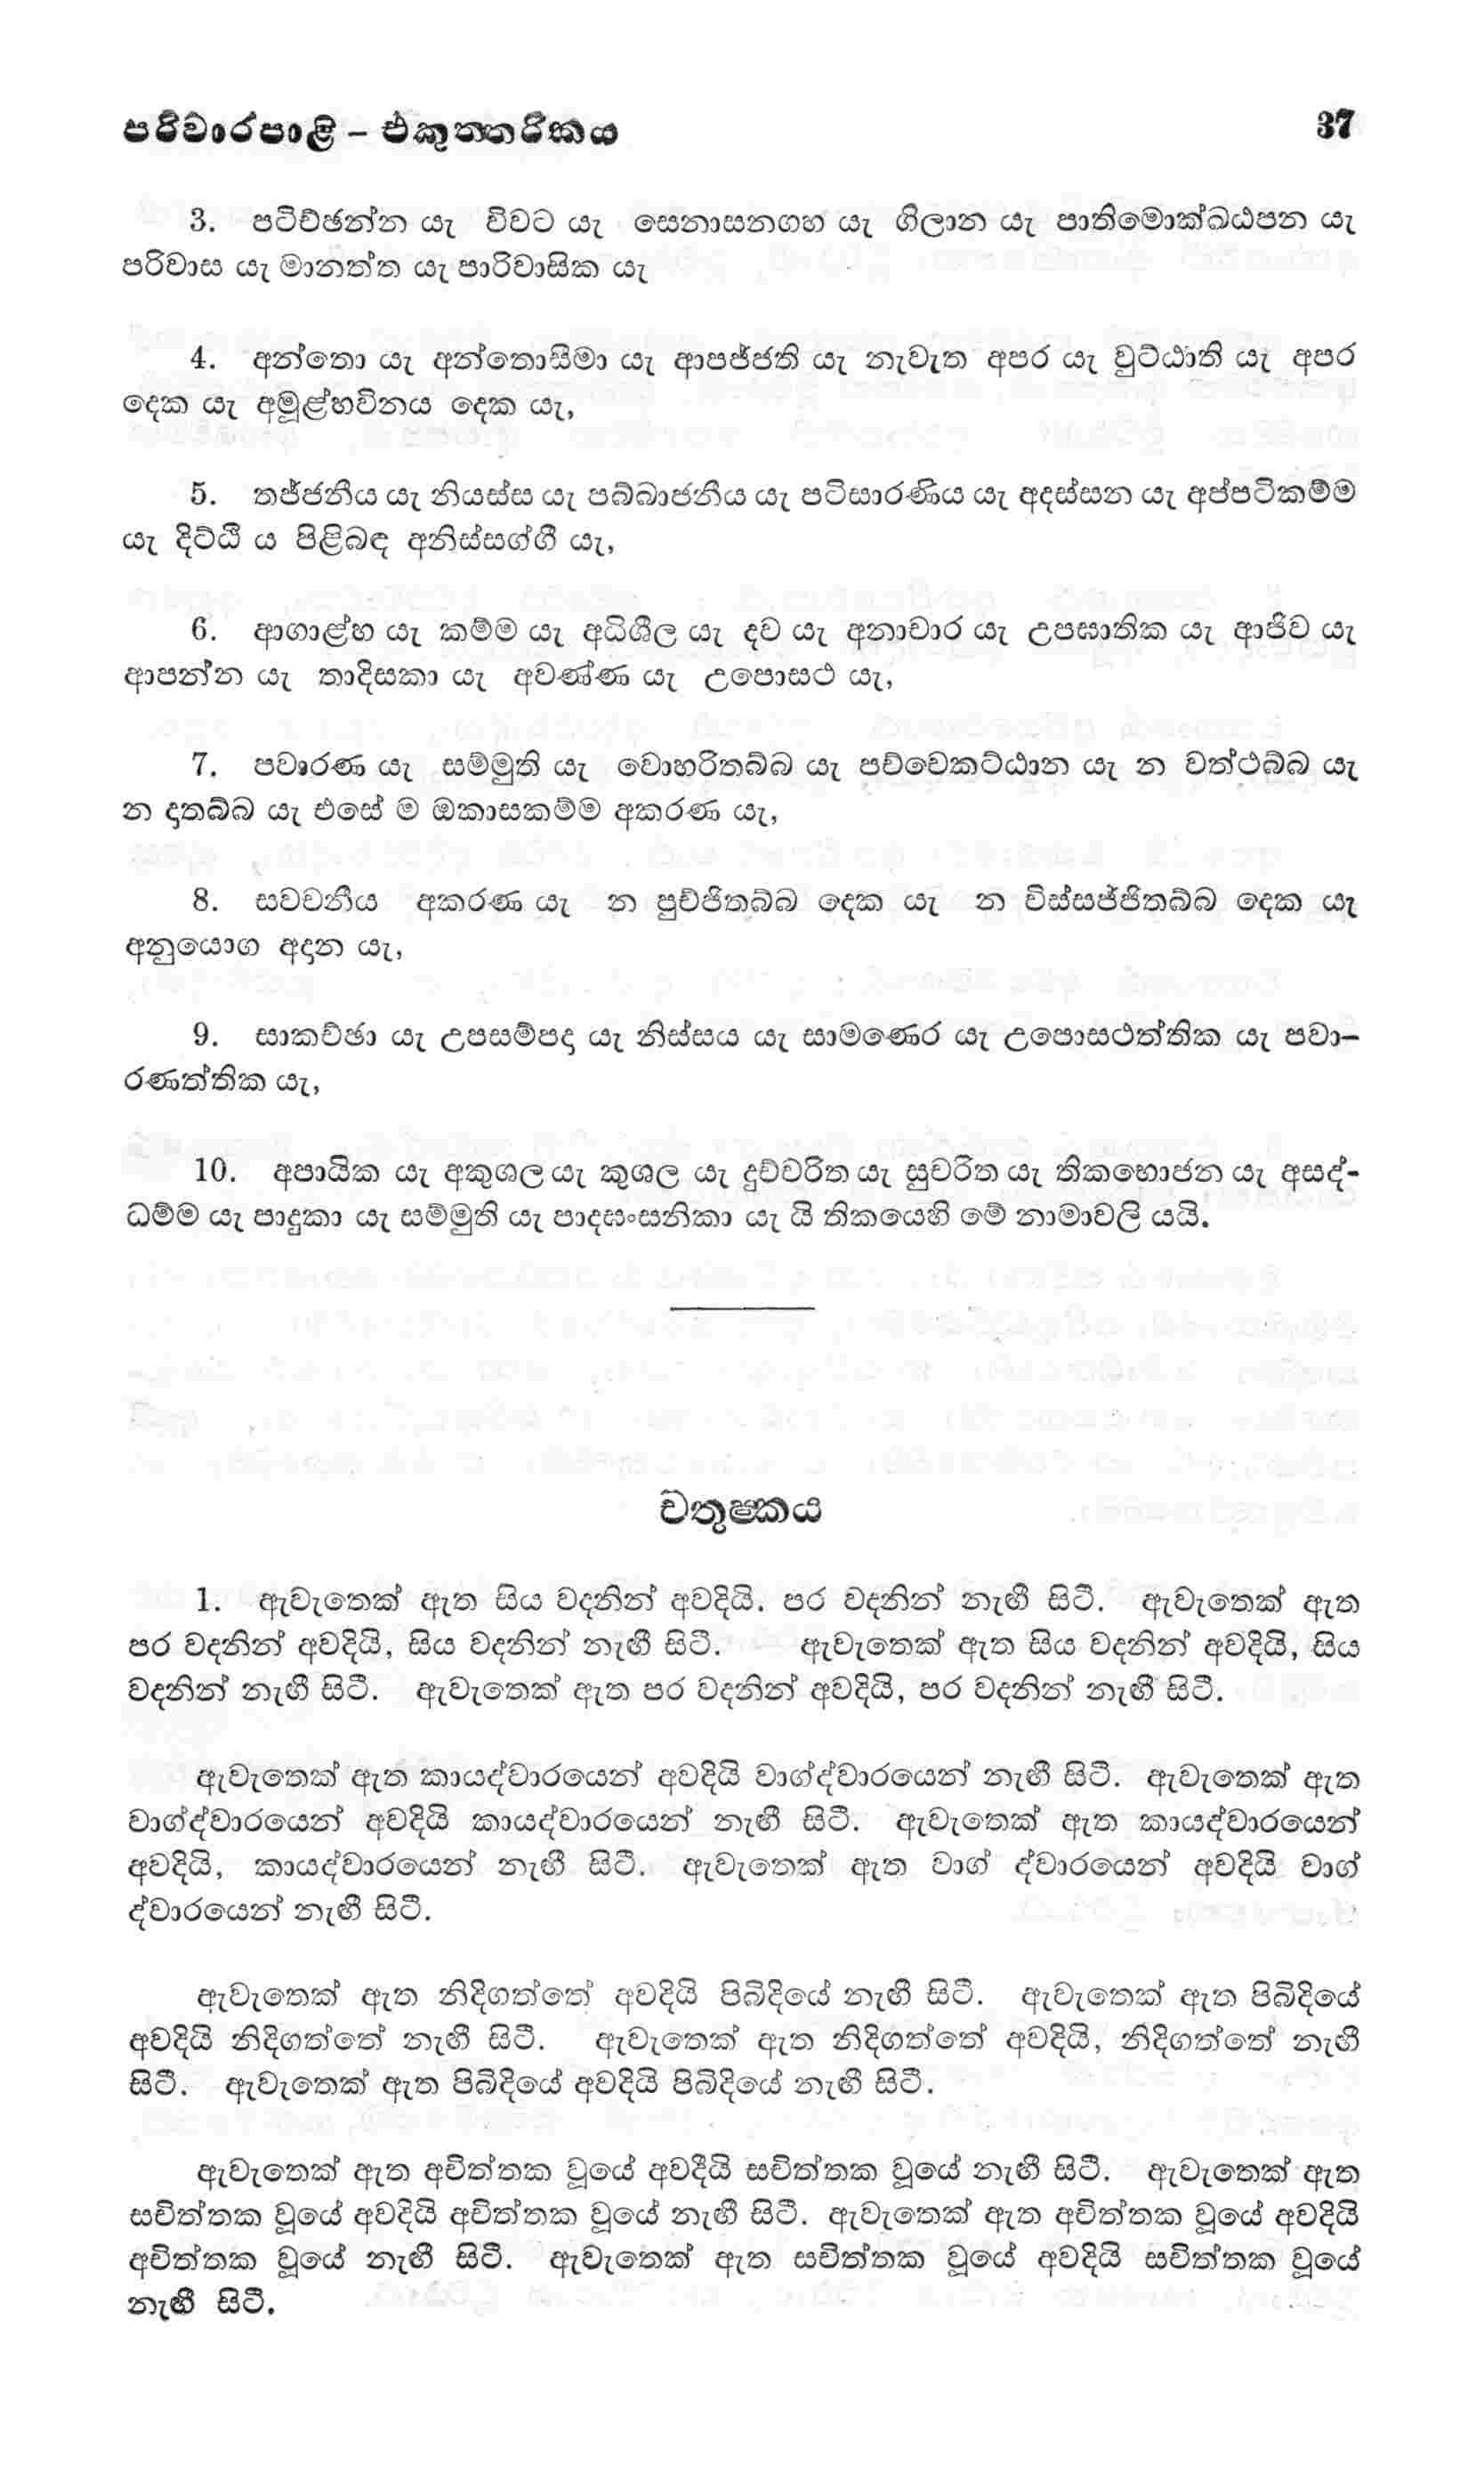 පරිවාරපාළි – එකුත්තරිකය 37
3. පටිච්ඡන්න යැ විවට යැ සෙනාසනගහ යැ ගිලාන යැ පාතිමොක්ඛඨපන යැ
පරිවාස යැ මානත්ත යැ පාරිවාසික යැ
4. අන්තො යැ අන්තොසීමා යැ ආපජ්ජති යැ නැවැත අපර යැ වුට්ඨාති යැ අපර
දෙක යැ අමූළ්හවිනය දෙක යැ,
5. තජ්ජනීය යැ නියස්ස යැ පබ්බාජනීය යැ පටිසාරණිය යැ අදස්සන යැ අප්පටිකම්ම
යැ දිට්ඨි ය පිළිබඳ අනිස්සග්ගී යැ,
6. ආගාළ්හ යැ කම්ම යැ අධිශීල යැ දව යැ අනාචාර යැ උපඝාතික යැ ආජිව යැ
ආපන්න යැ තාදිසකා යැ අවණ්ණ යැ උපොසථ යැ,
7. පවාරණ යැ සම්මුති යැ වොහරිතබ්බ යැ පච්චෙකට්ඨාන යැ න වත්ථබ්බ යැ
න දාතබ්බ යැ එසේ ම ඔකාසකම්ම අකරණ යැ,
8. සවචනීය අකරණ යැ න පුච්ජිතබ්බ දෙක යැ න විස්සජ්ජිතබ්බ දෙක යැ
අනුයොග අදාන යැ,
9. සාකච්ඡා යැ උපසම්පදා යැ නිස්සය යැ සාමණෙර යැ උපොසථත්තික යැ පවා–
රණත්තික යැ,
10. අපායික යැ අකුශල යැ කුශල යැ දුච්චරිත යැ සුචරිත යැ තිකභොජන යැ අසද්-
ධම්ම යැ පාදුකා යැ සම්මුති යැ පාදඝංසනිකා යැ යි තිකයෙහි මේ නාමාවලි යයි.
චතුෂ්කය
1. ඇවැතෙක් ඇත සිය වදනින් අවදියි. පර වදනින් නැඟී සිටී. ඇවැතෙක් ඇත
පර වදනින් අවදියි, සිය වදනින් නැඟී සිටී. ඇවැතෙක් ඇත සිය වදනින් අවදියි, සිය
වදනින් නැඟී සිටී. ඇවැතෙක් ඇත පර වදනින් අවදියි, පර වදනින් නැඟී සිටී.
ඇවැතෙක් ඇත කායද්වාරයෙන් අවදියි වාග්ද්වාරයෙන් නැඟී සිටී. ඇවැතෙක් ඇත
වාග්ද්වාරයෙන් අවදියි කායද්වාරයෙන් නැඟී සිටී. ඇවැතෙක් ඇත කායද්වාරයෙන්
අවදියි, කායද්වාරයෙන් නැඟී සිටී. ඇවැතෙක් ඇත වාග් ද්වාරයෙන් අවදියි වාග්
ද්වාරයෙන් නැඟී සිටී.
ඇවැතෙක් ඇත නිදිගත්තේ අවදියි පිබිදියේ නැඟී සිටී. ඇවැතෙක් ඇත පිබිදියේ
අවදියි නිදිගත්තේ නැඟී සිටී. ඇවැතෙක් ඇත නිදිගත්තේ අවදියි, නිදිගත්තේ නැඟී
සිටී. ඇවැතෙක් ඇත පිබිදියේ අවදියි පිබිදියේ නැඟී සිටී.
ඇවැතෙක් ඇත අචිත්තක වූයේ අවදියි සචිත්තක වූයේ නැඟී සිටී. ඇවැතෙක් ඇත
සචිත්තක වූයේ අවදියි අචිත්තක වූයේ නැඟී සිටී. ඇවැතෙක් ඇත අචිත්තක වූයේ අවදියි
අචිත්තක වූයේ නැඟී සිටී. ඇවැතෙක් ඇත සචිත්තක වූයේ අවදියි සචිත්තක වූයේ
නැඟී සිටී.